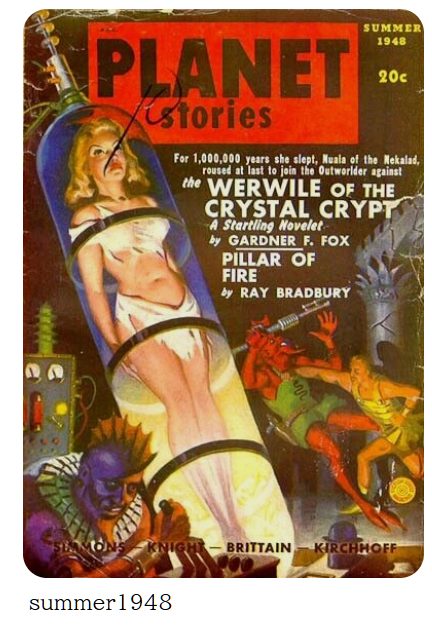 SUMMER
1948
PLANET
20c
stories
For 1,000,000 years she slept, Nuala of the Nekalad,
roused at last to join the Outworlder against
the WERWILE OF THE
CRYSTAL CRYPT
A Startling Novelet
by GARDNER F. FOX
PILLAR OF
FIRE
by RAY BRADBURY
SIMMONS — KNIGHT — BRITTAIN — KIRCHHOFF
summer1948